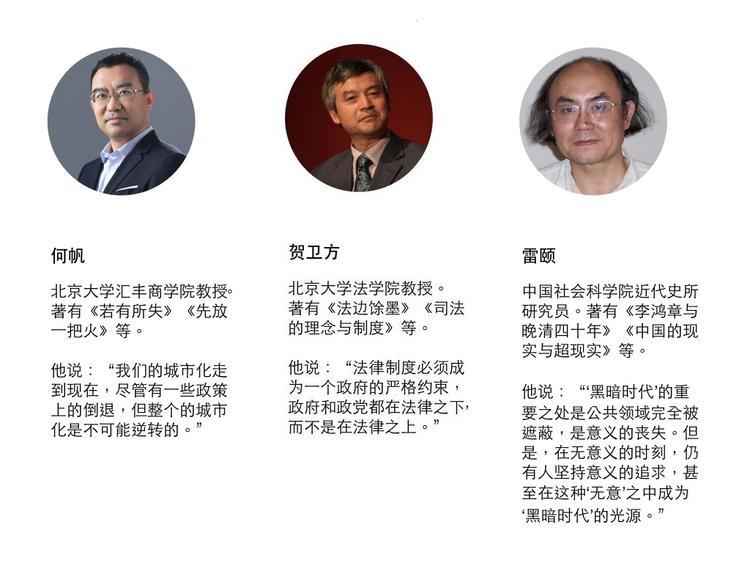 何帆
北京大学汇丰商学院教授。
著有《若有所失》《先放
一把火》等。
他说：“我们的城市化走
到现在，尽管有一些政策
上的倒退，但整个的城市
化是不可能逆转的。”
贺卫方
北京大学法学院教授。
著有《法边馀墨》《司法
的理念与制度》等。
他说：“法律制度必须成
为一个政府的严格约束，
政府和政党都在法律之下，
而不是在法律之上。”
雷颐
中国社会科学院近代史所
研究员。著有《李鸿章与
晚清四十年》《中国的现
实与超现实》等。
他说：“‘黑暗时代’的重
要之处是公共领域完全被
遮蔽，是意义的丧失。但
是，在无意义的时刻，仍
有人坚持意义的追求，甚
至在这种‘无意’之中成为
‘黑暗时代’的光源。”